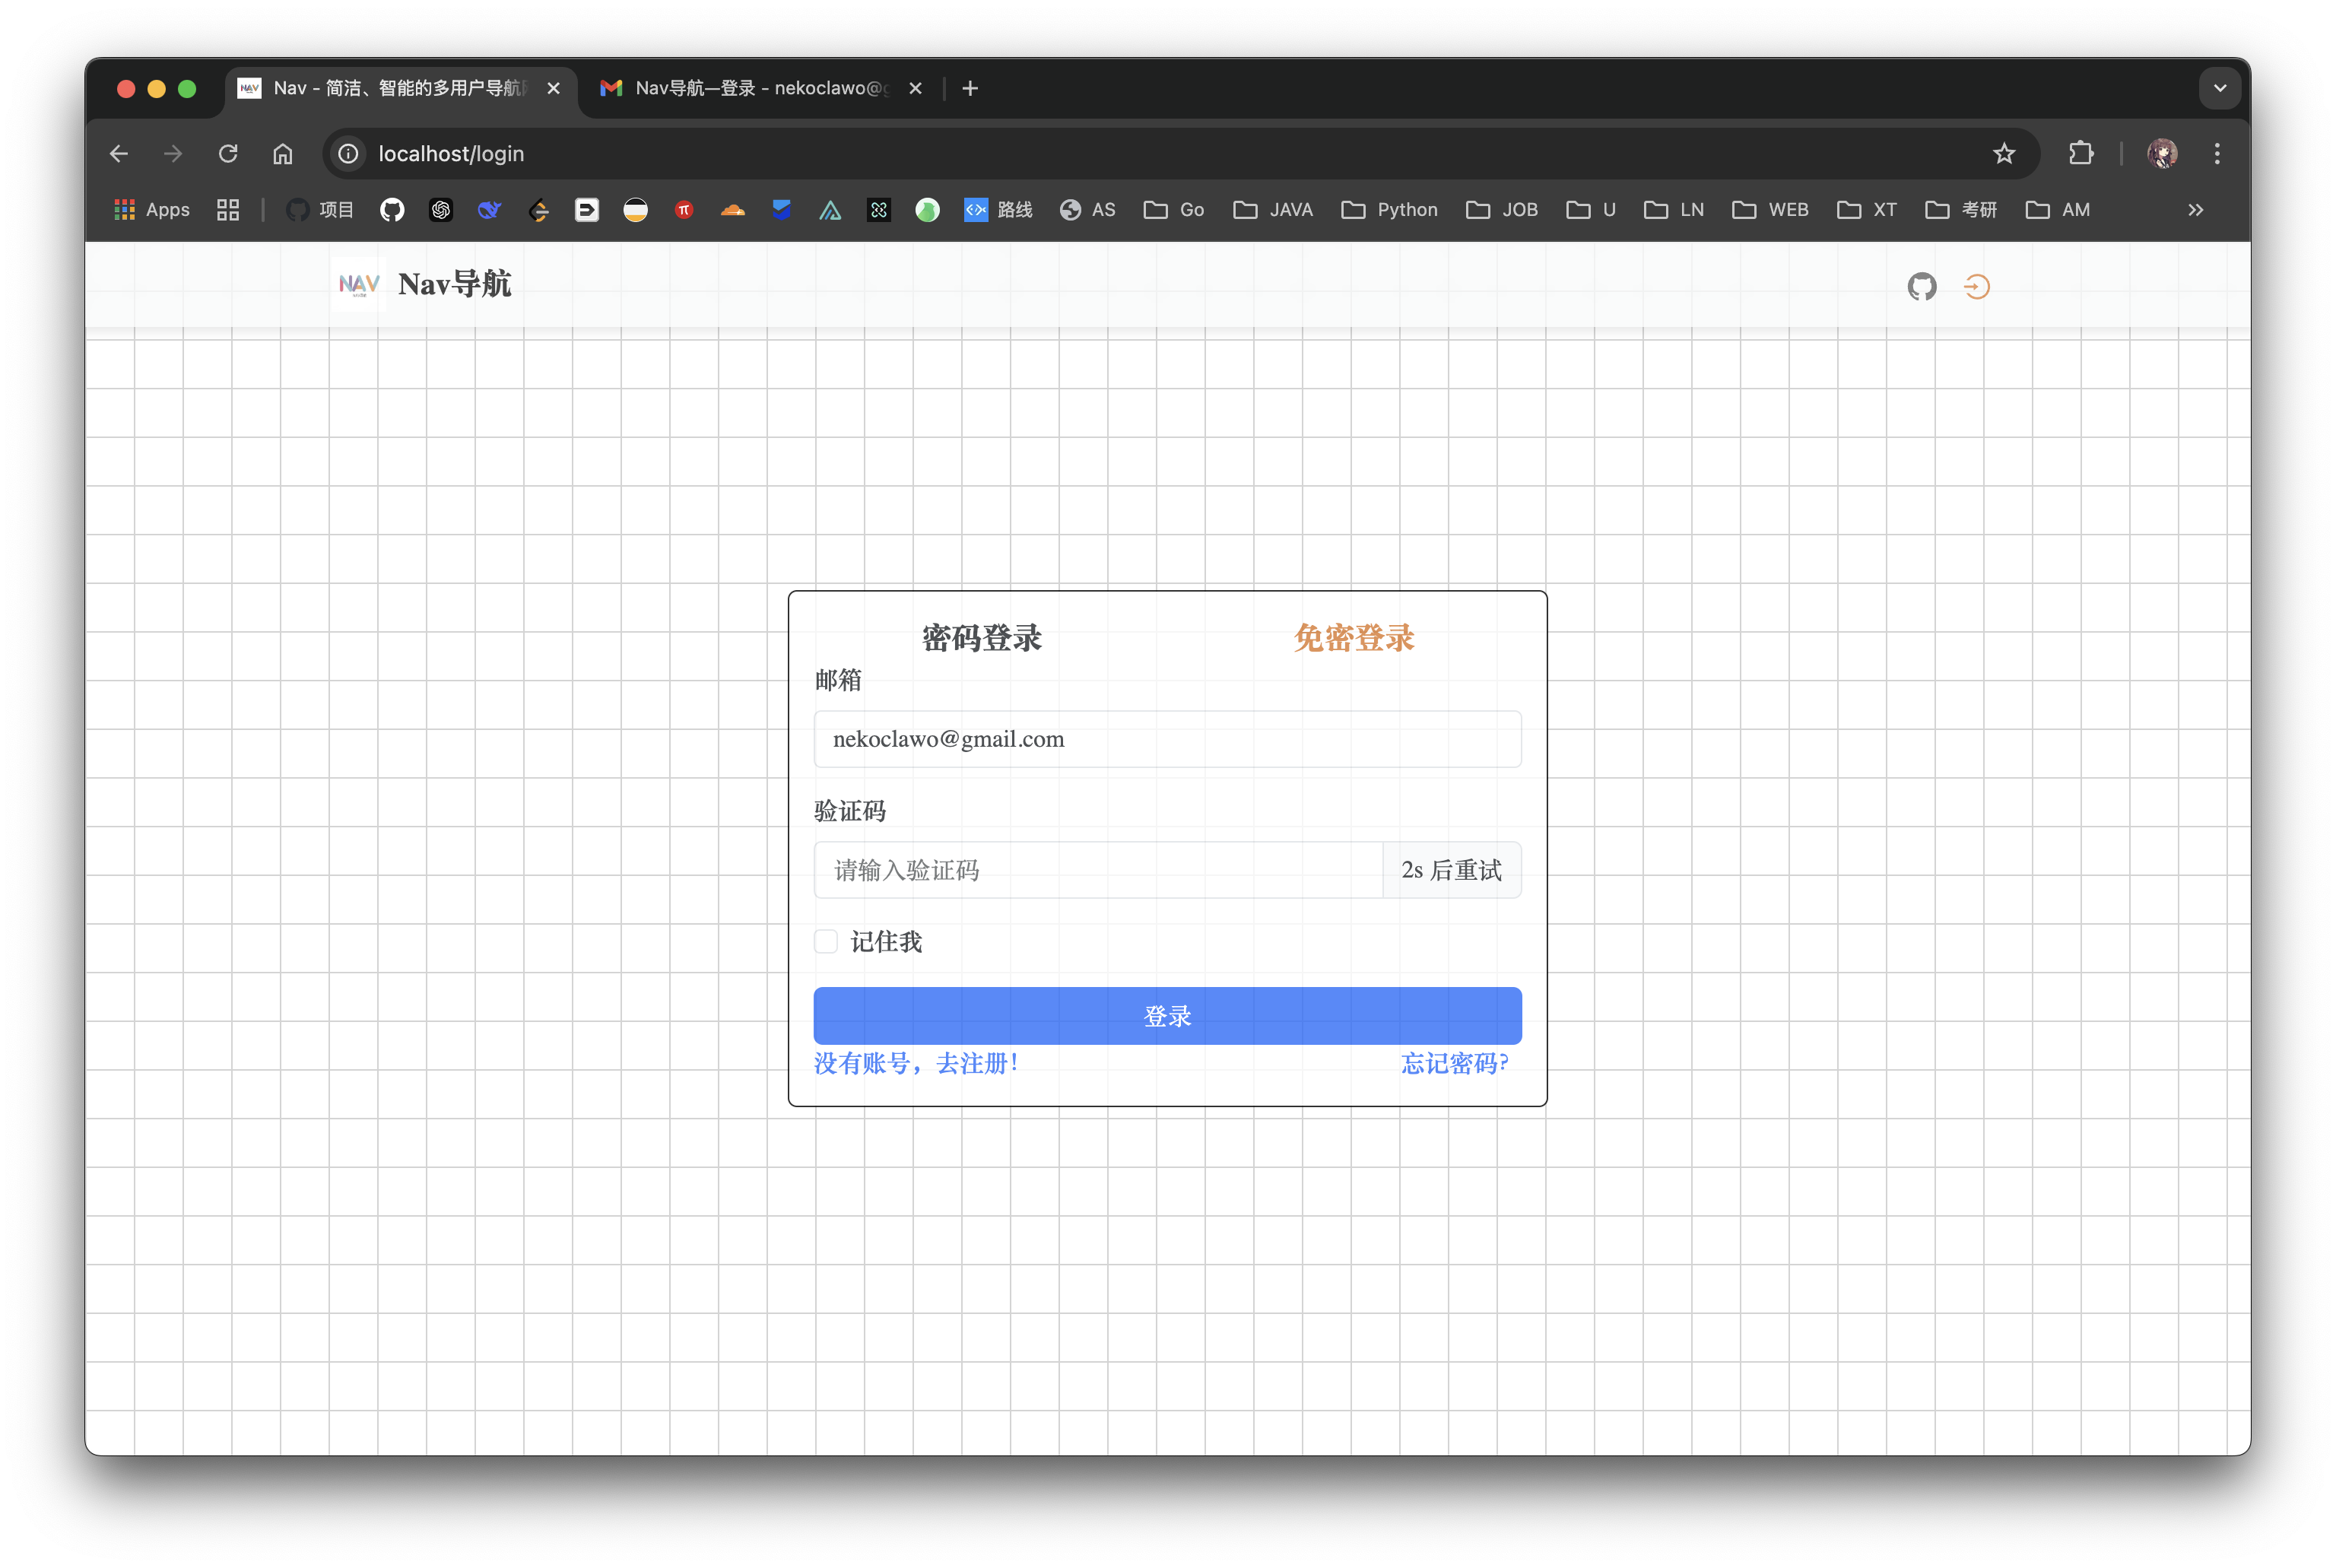 Nav - 简洁、智能的多用户导航
Nav导航—登录 - nekoclawo@
localhost/login
Apps
项目
路线
AS
Go
JAVA
Python
JOB
U
LN
WEB
XT
考研
AM
NAV
Nav导航
密码登录
免密登录
邮箱
nekoclawo@gmail.com
验证码
请输入验证码
2s 后重试
记住我
登录
没有账号，去注册！
忘记密码?